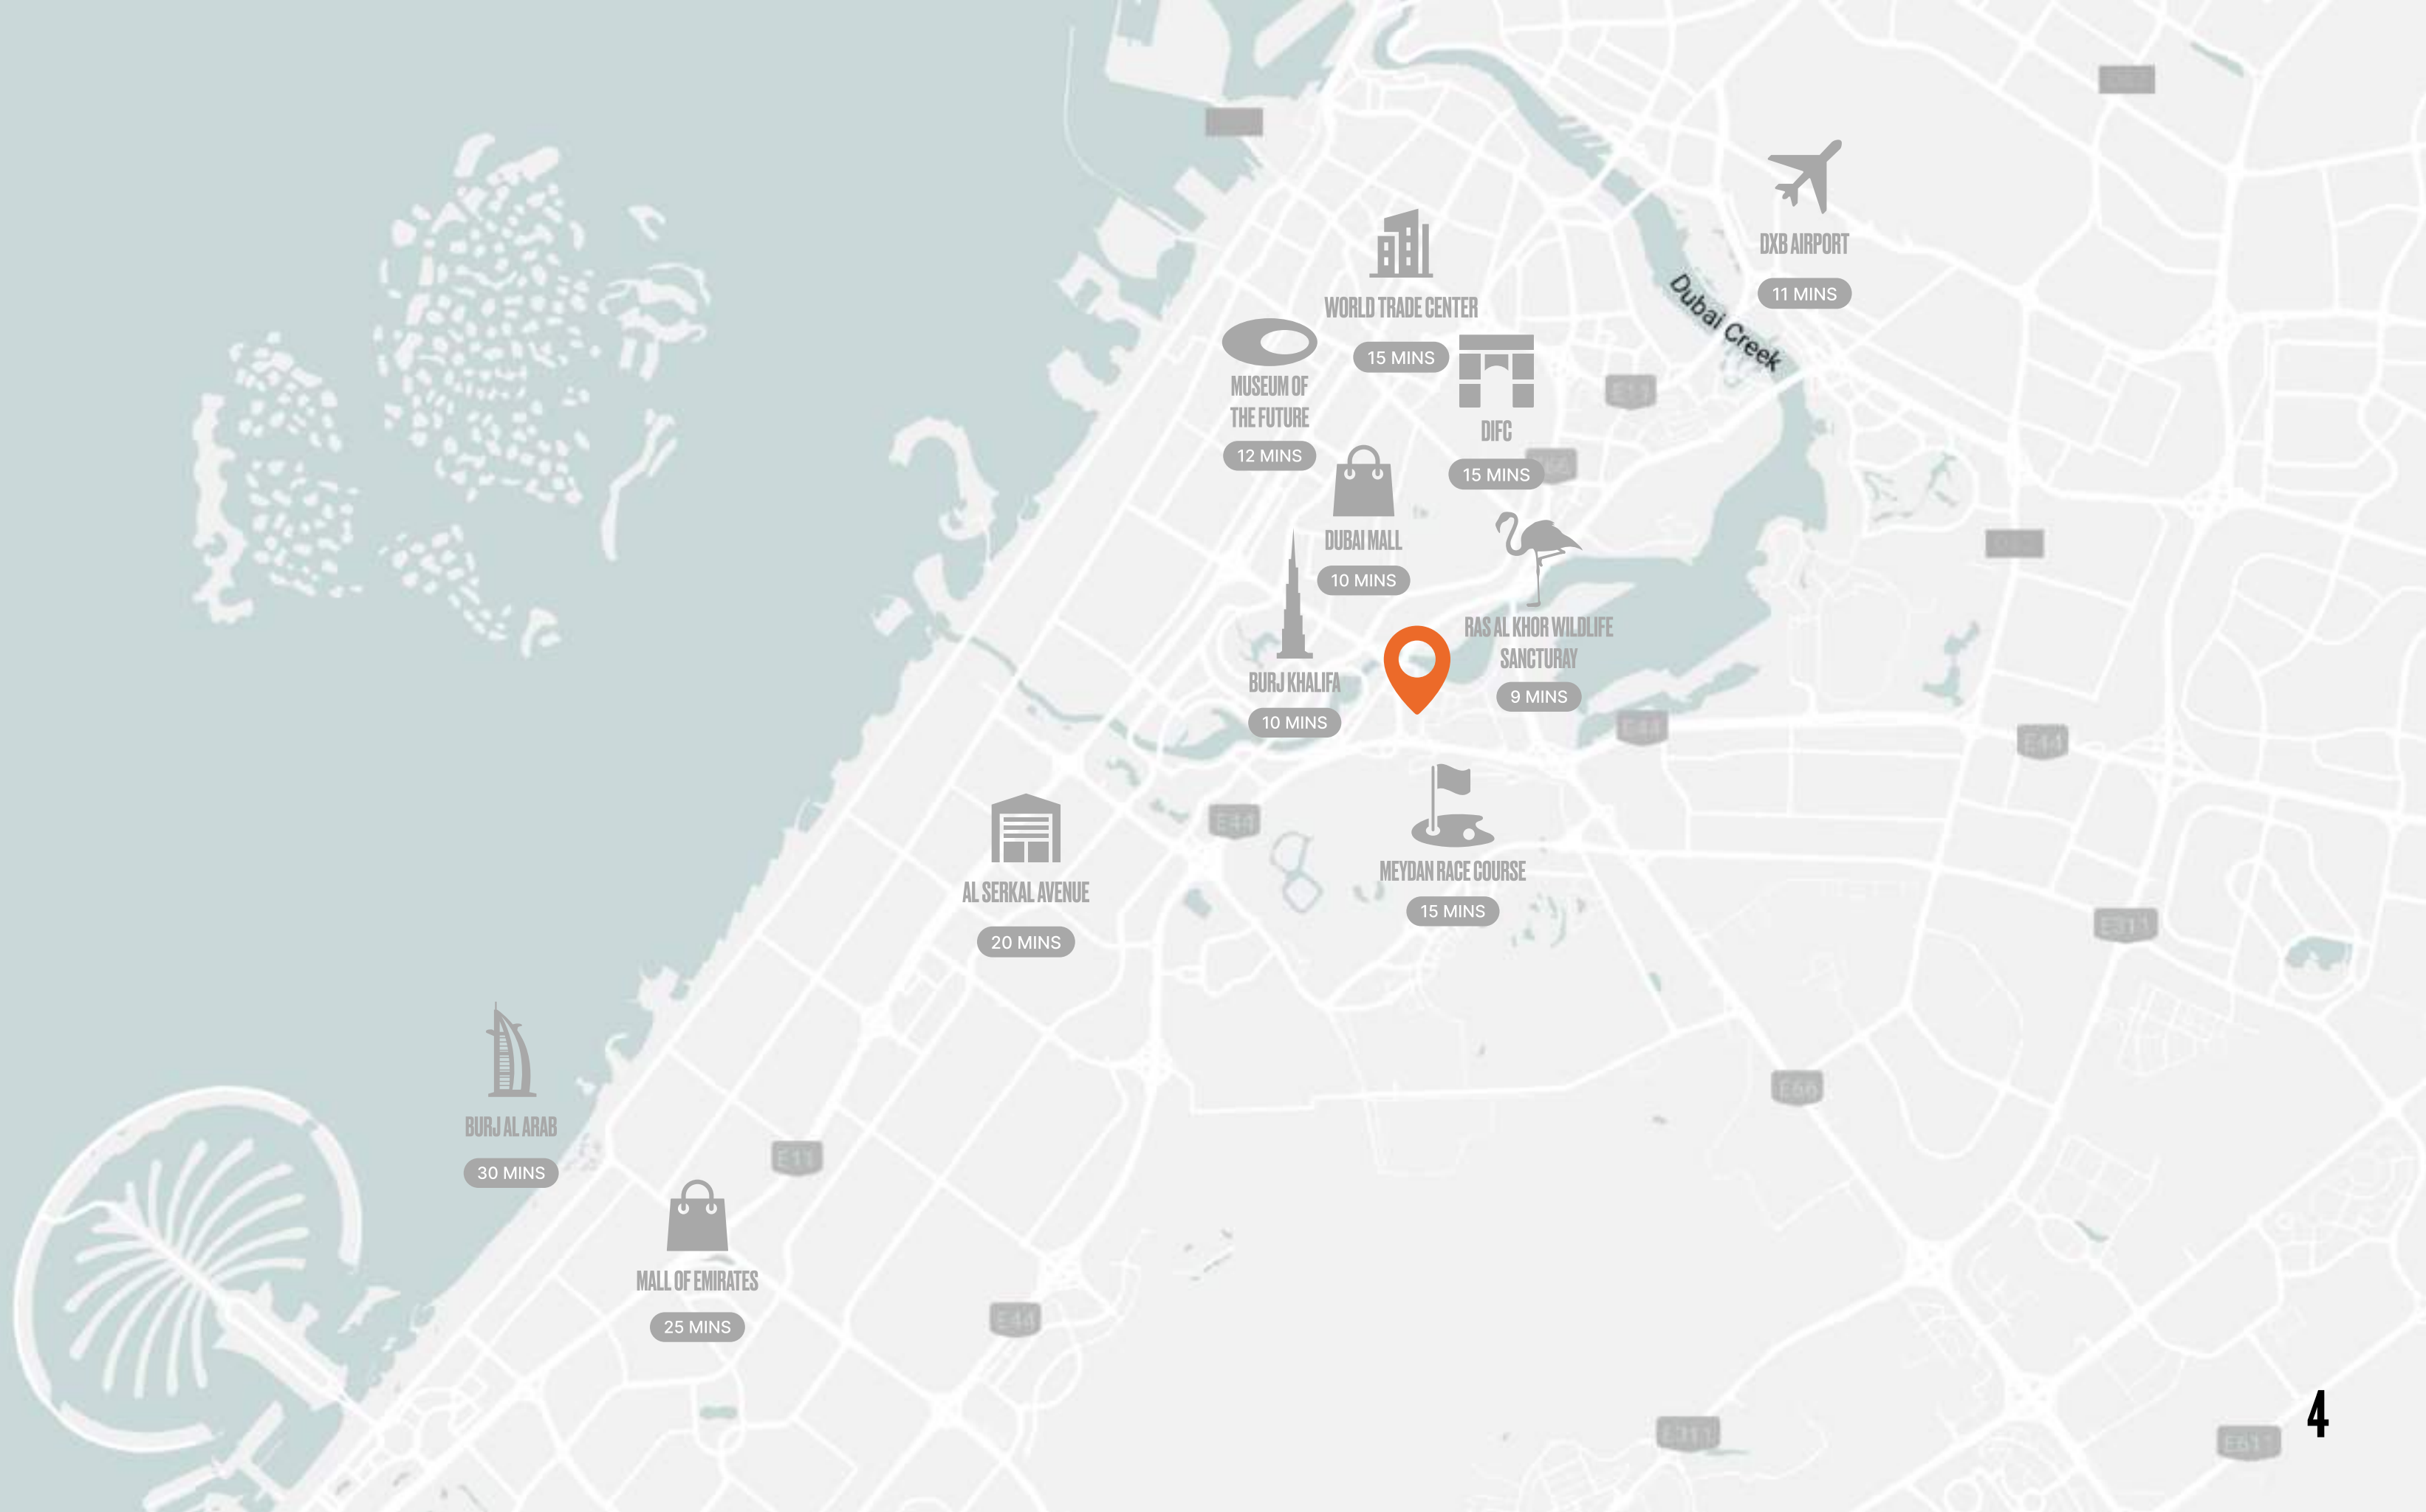 DXB AIRPORT
11 MINS
Dubai Creek
WORLD TRADE CENTER
15 MINS
MUSEUM OF
THE FUTURE
12 MINS
E11
DIFC
15 MINS
DUBAI MALL
10 MINS
RAS AL KHOR WILDLIFE
SANCTURAY
9 MINS
BURJ KHALIFA
10 MINS
E44
E44
E44
MEYDAN RACE COURSE
15 MINS
AL SERKAL AVENUE
20 MINS
E311
E66
BURJ AL ARAB
30 MINS
E11
MALL OF EMIRATES
25 MINS
E44
E311
E611
4